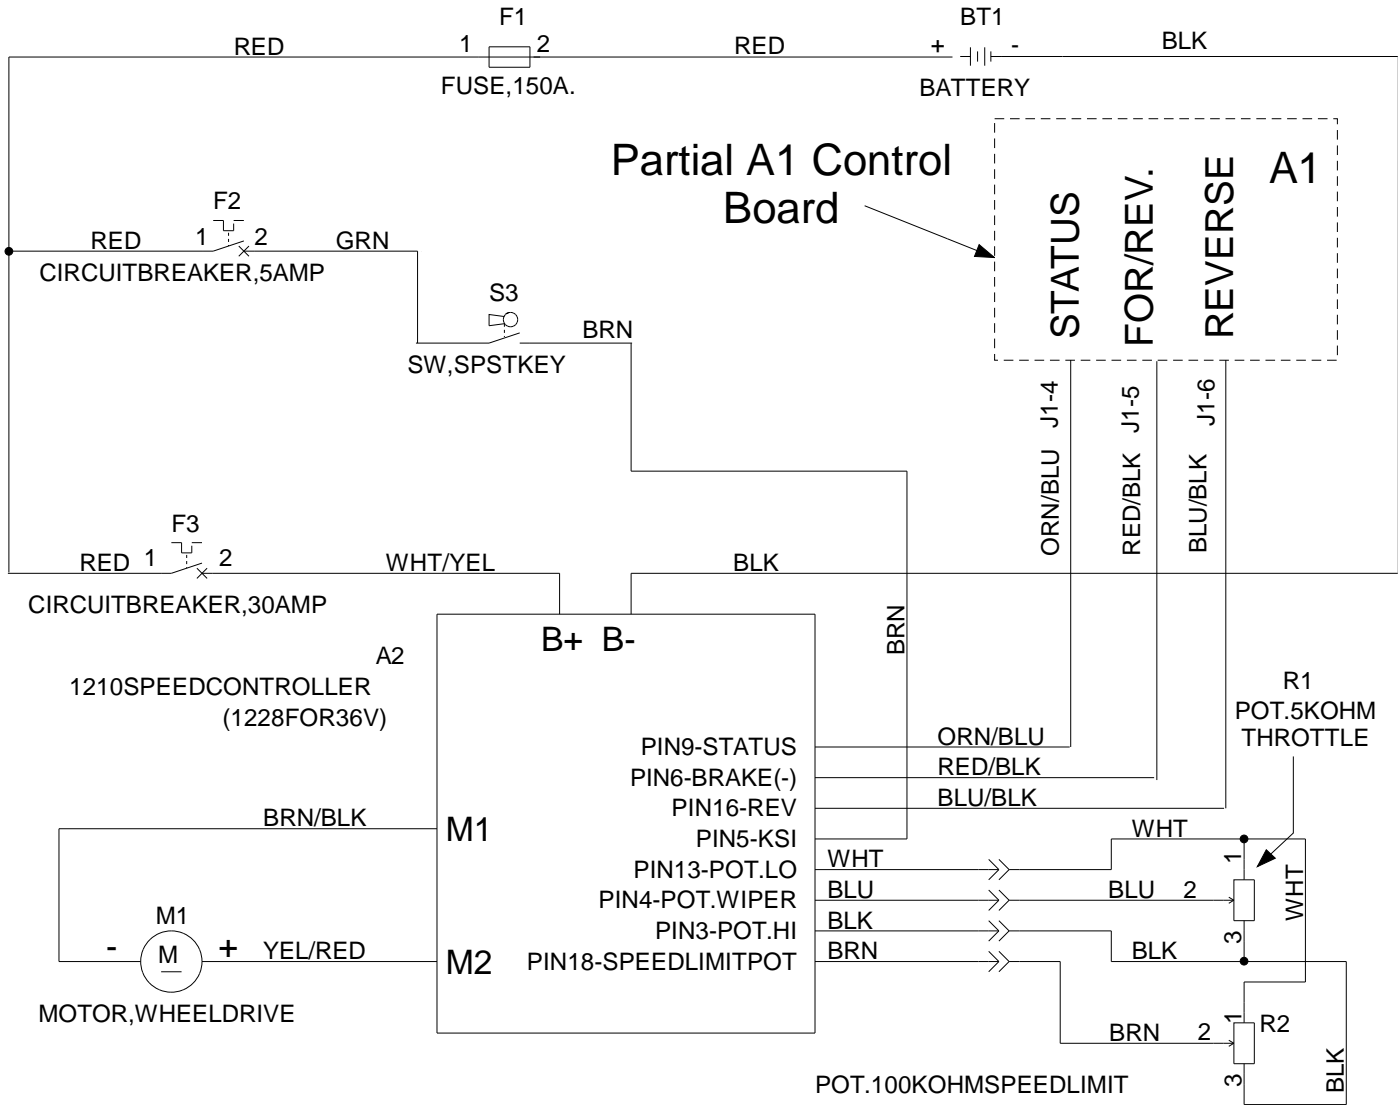 F1
BT1
RED
1
2
RED
+
-
BLK
FUSE,150A.
BATTERY
Partial A1 Control
Board
A1
STATUS
FOR/REV.
REVERSE
F2
RED
1
2
GRN
CIRCUITBREAKER,5AMP
S3
BRN
SW,SPSTKEY
J1-4
J1-5
J1-6
ORN/BLU
RED/BLK
BLU/BLK
F3
RED
1
2
WHT/YEL
BLK
CIRCUITBREAKER,30AMP
BRN
B+
B-
A2
1210SPEEDCONTROLLER
(1228FOR36V)
R1
POT.5KOHM
THROTTLE
PIN9-STATUS
ORN/BLU
PIN6-BRAKE(-)
RED/BLK
PIN16-REV
BLU/BLK
BRN/BLK
M1
PIN5-KSI
WHT
PIN13-POT.LO
WHT
1
WHT
PIN4-POT.WIPER
BLU
BLU
2
PIN3-POT.HI
BLK
3
M1
-
M
+
YEL/RED
M2
PIN18-SPEEDLIMITPOT
BRN
BLK
MOTOR,WHEELDRIVE
1
R2
BRN
2
3
BLK
POT.100KOHMSPEEDLIMIT